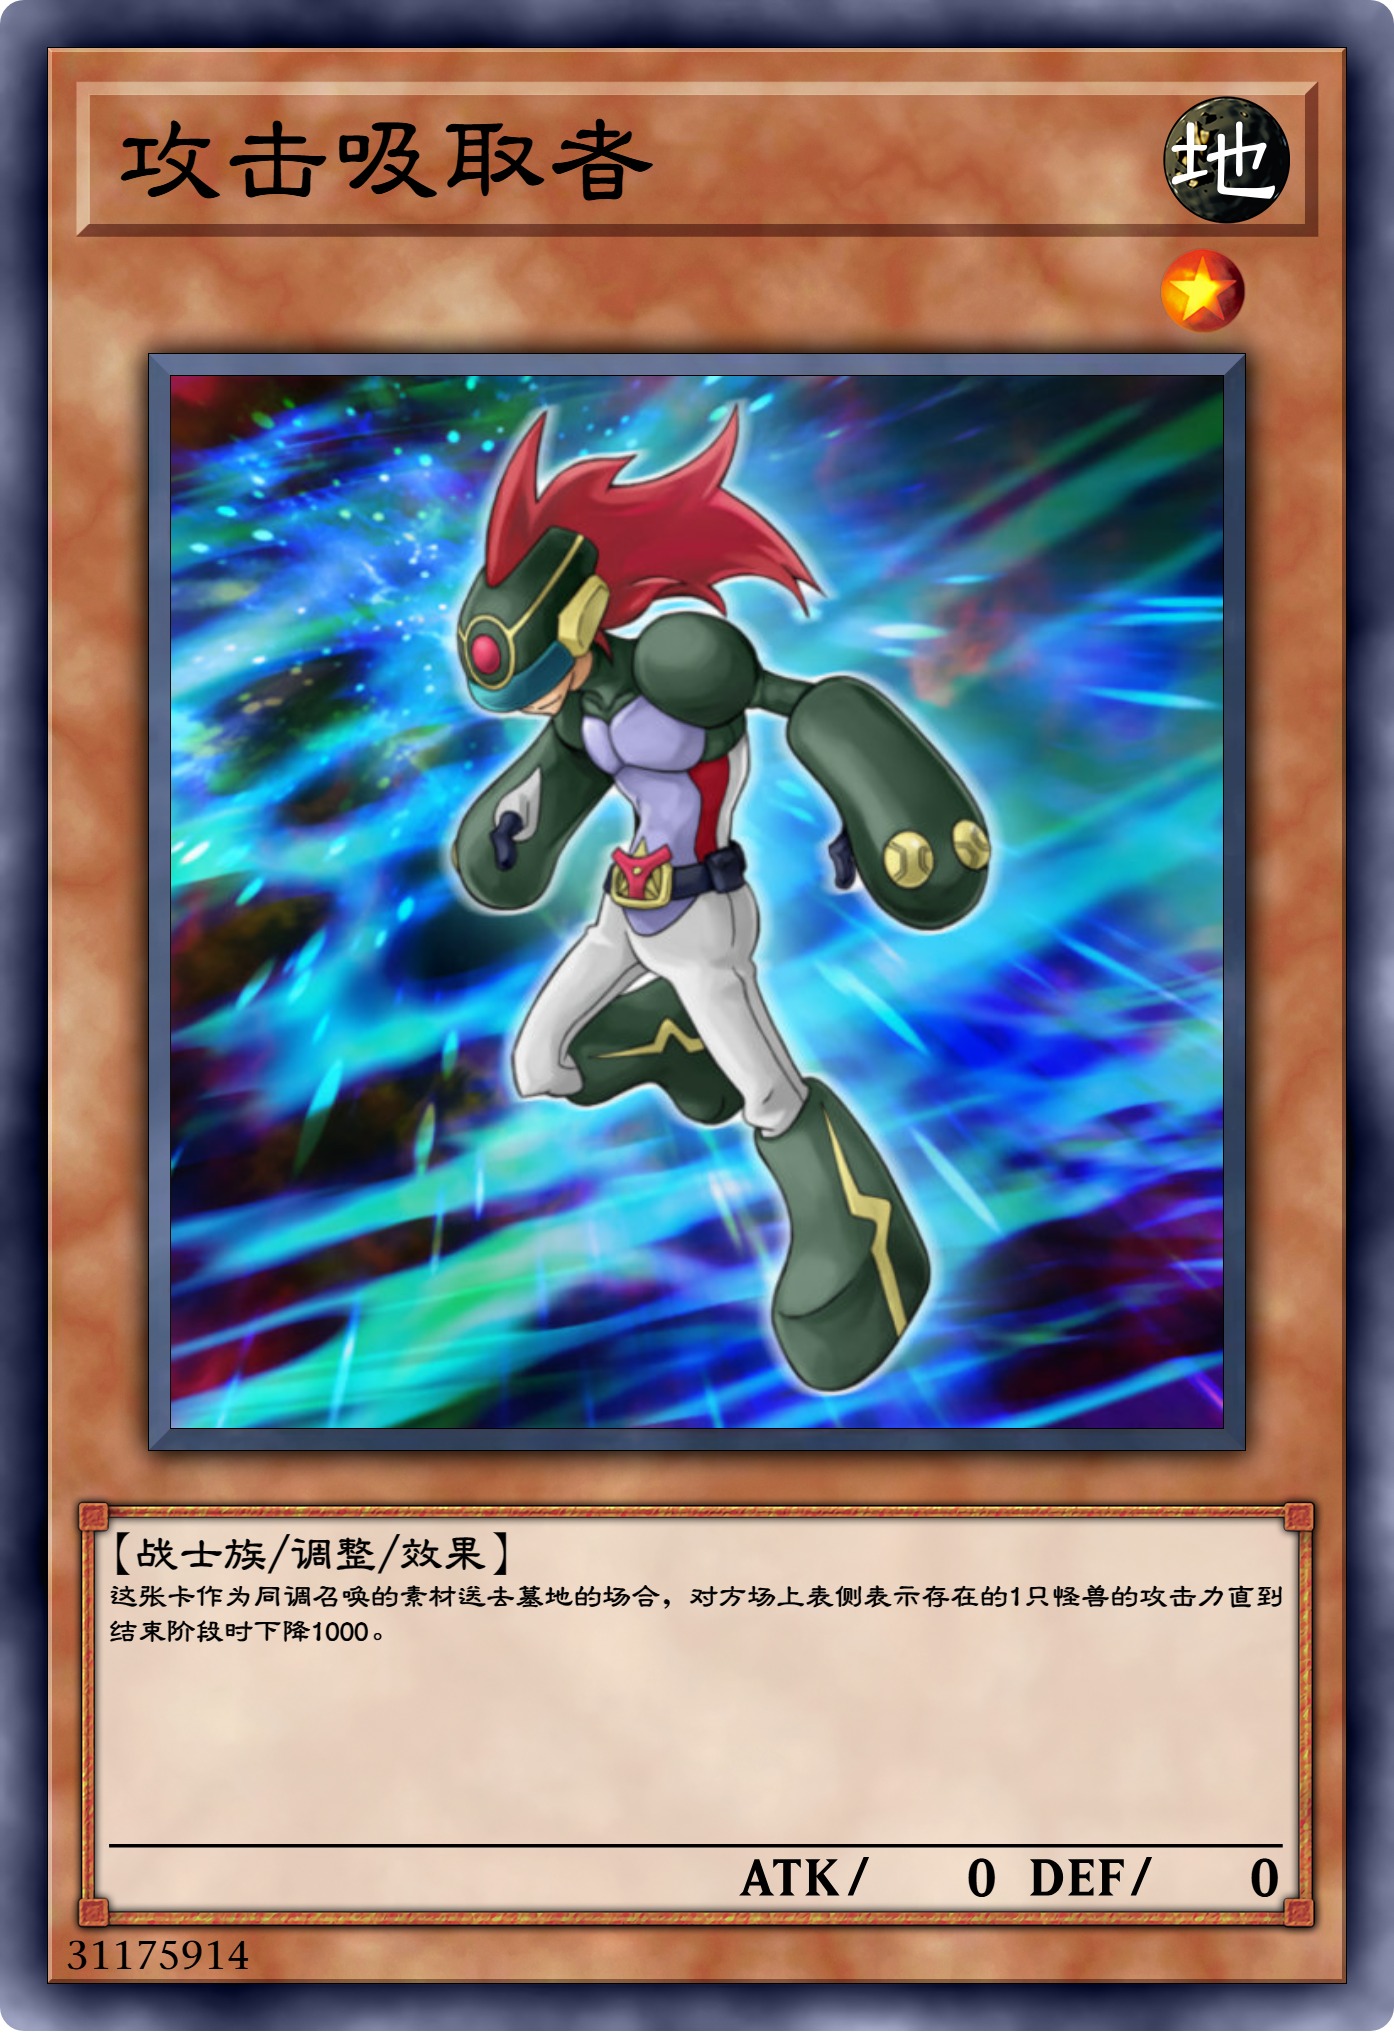 攻击吸取者
地
【战士族/调整/效果】
这张卡作为同调召唤的素材送去墓地的场合，对方场上表侧表示存在的1只怪兽的攻击力直到
结束阶段时下降1000。
ATK/ 0 DEF/ 0
31175914